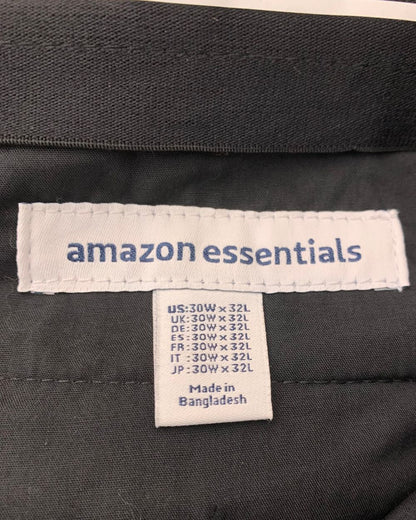 amazon essentials
US:30W x 32L
UK:30W x 32L
DE:30W x 32L
ES:30W x 32L
FR:30W x 32L
IT :30W x 32L
JP:30W x 32L
Made in
Bangladesh